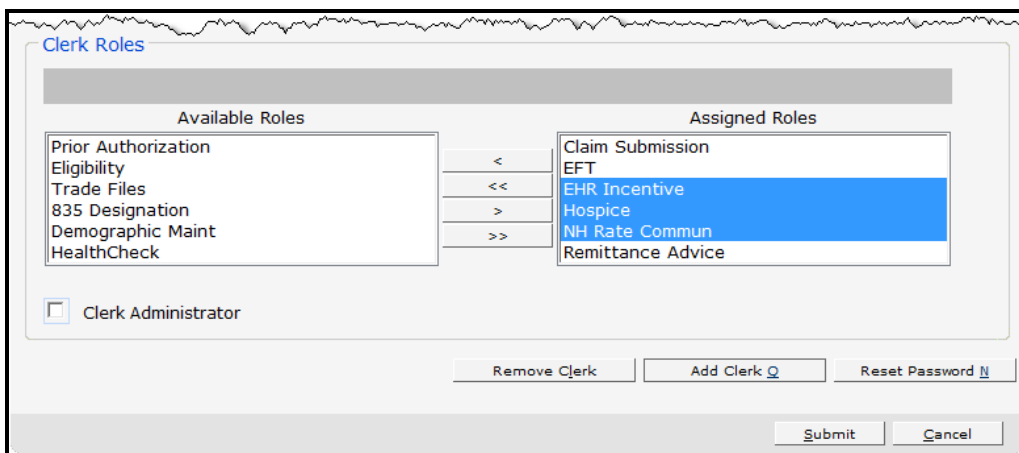 Clerk Roles
Available Roles
Assigned Roles
Prior Authorization
Eligibility
Trade Files
835 Designation
Demographic Maint
HealthCheck
<
<<
>
>>
Claim Submission
EFT
EHR Incentive
Hospice
NH Rate Commun
Remittance Advice
Clerk Administrator
Remove Clerk
Add Clerk Q
Reset Password N
Submit
Cancel